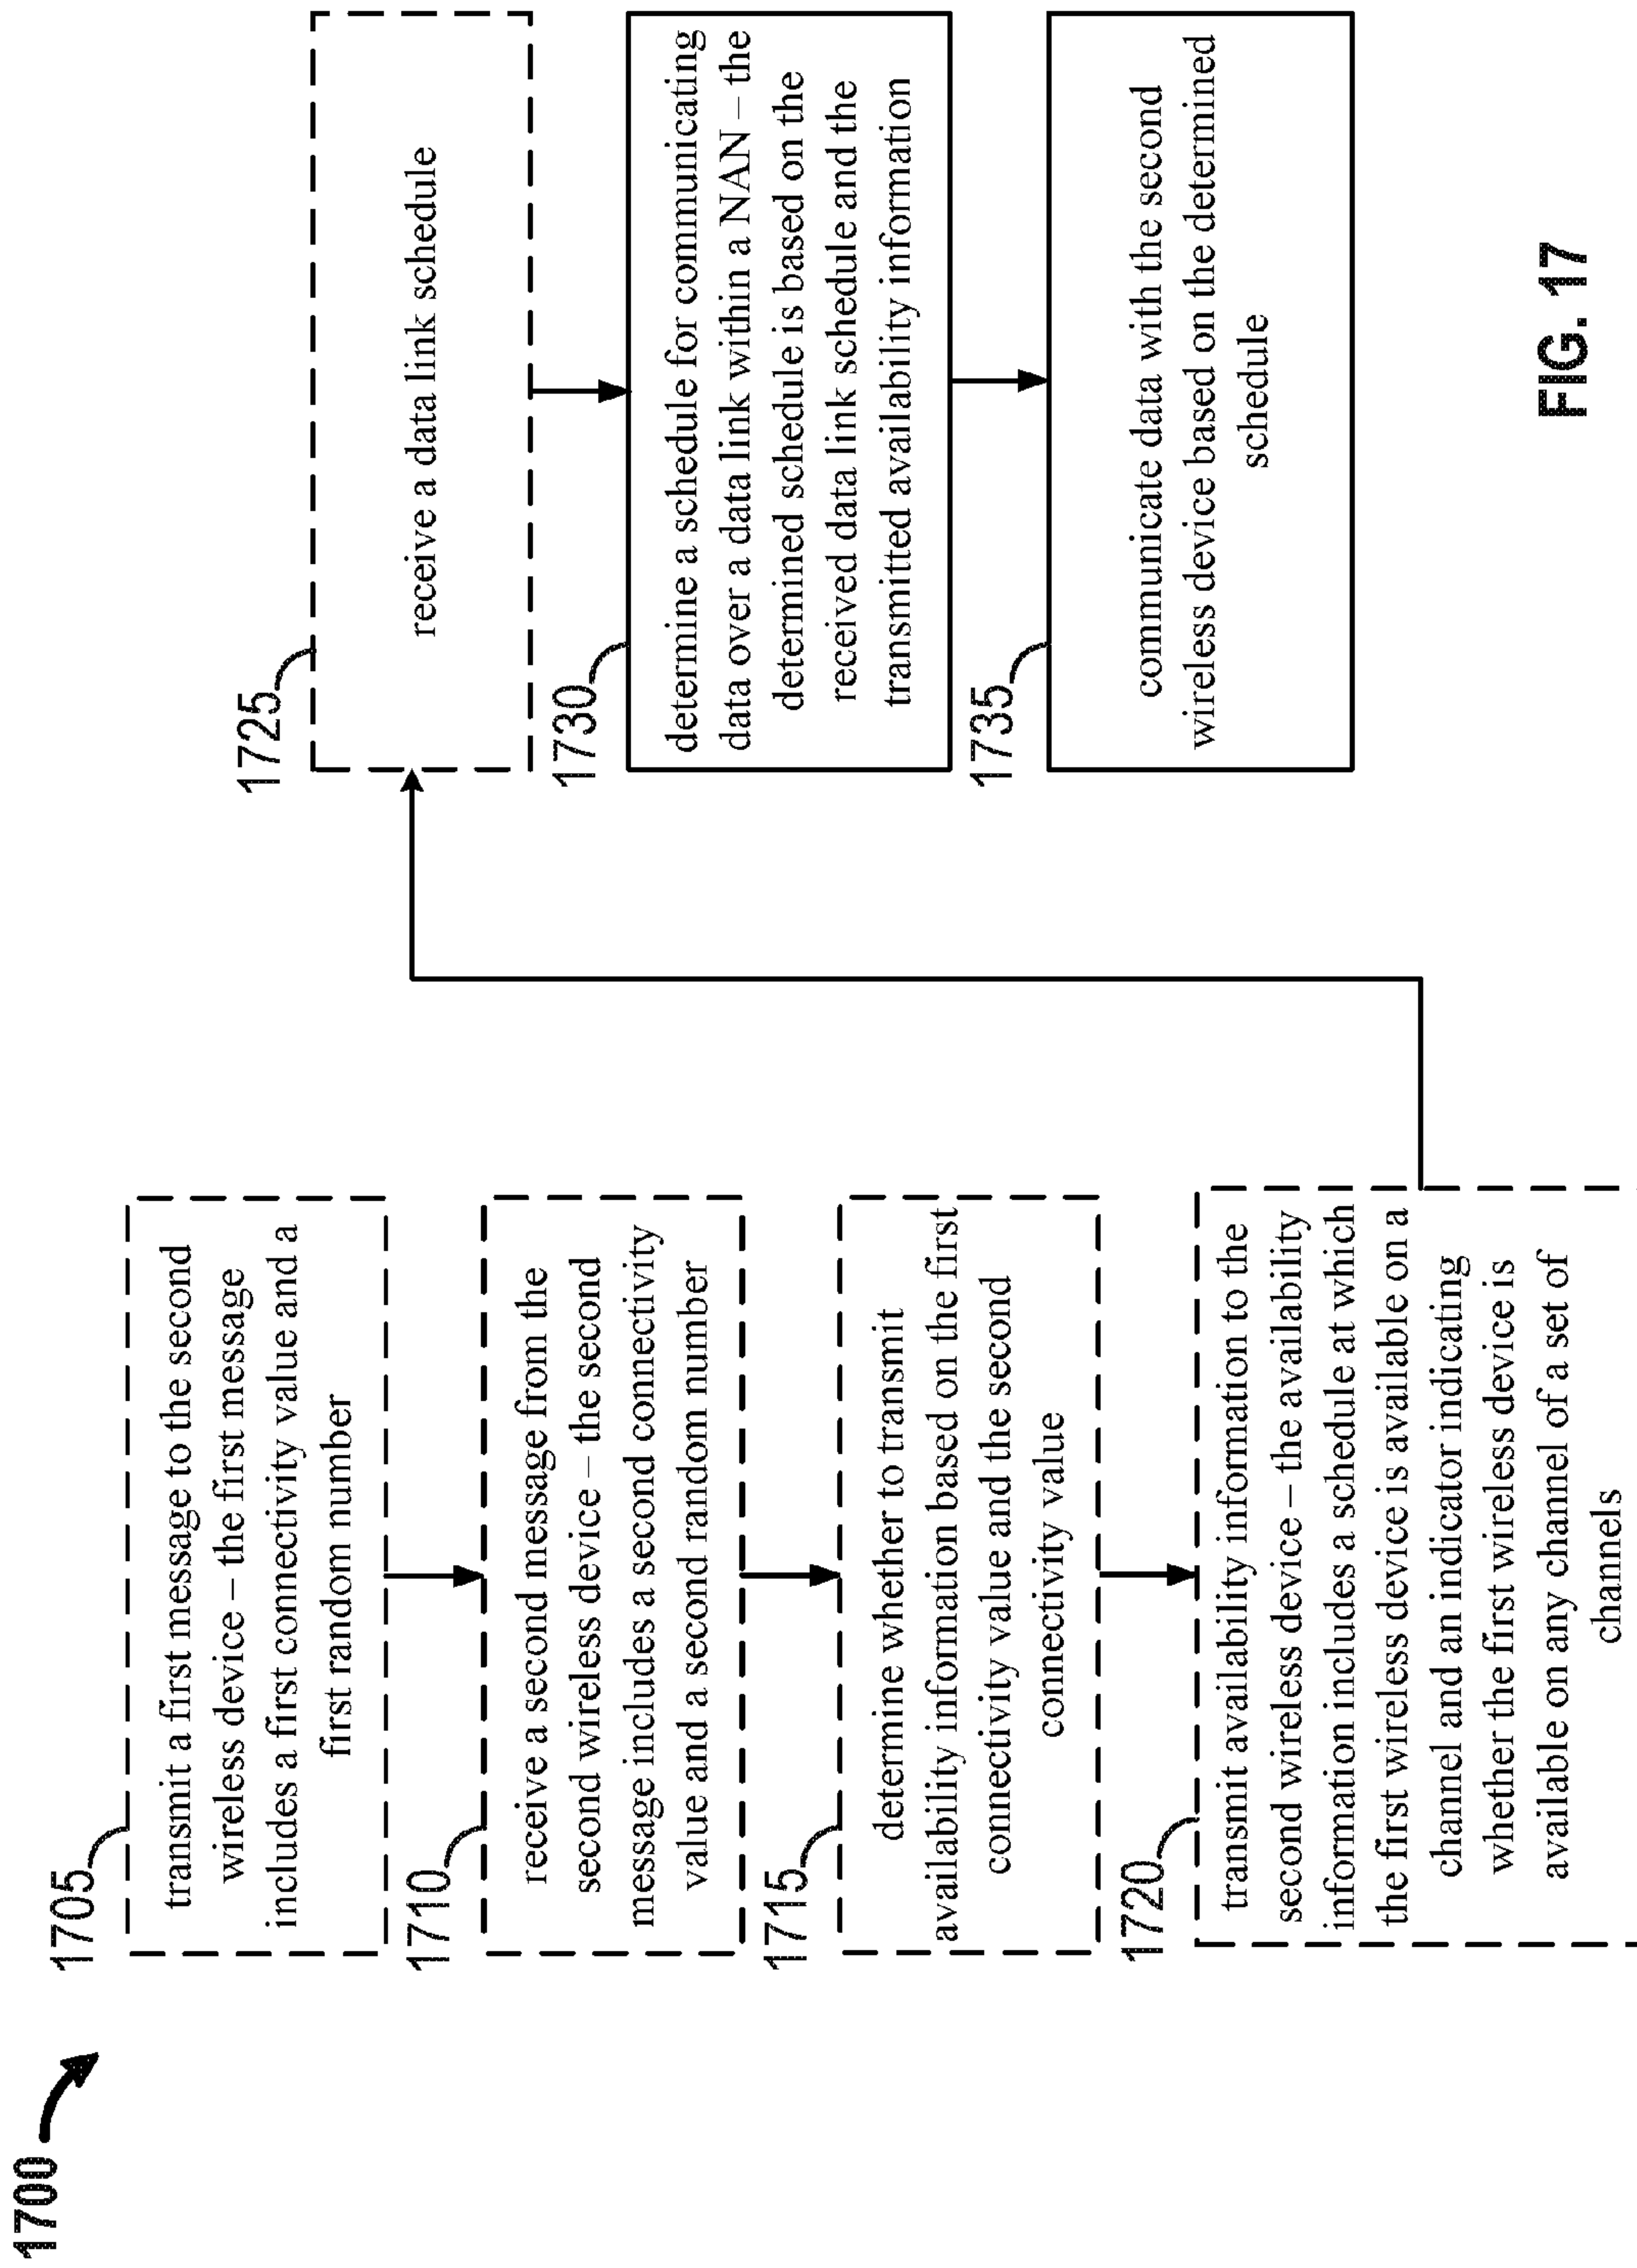 1700
1705
transmit a first message to the second
wireless device – the first message
includes a first connectivity value and a
first random number
1710
receive a second message from the
second wireless device – the second
message includes a second connectivity
value and a second random number
1715
determine whether to transmit
availability information based on the first
connectivity value and the second
connectivity value
1720
transmit availability information to the
second wireless device – the availability
information includes a schedule at which
the first wireless device is available on a
channel and an indicator indicating
whether the first wireless device is
available on any channel of a set of
channels
1725
receive a data link schedule
1730
determine a schedule for communicating
data over a data link within a NAN – the
determined schedule is based on the
received data link schedule and the
transmitted availability information
1735
communicate data with the second
wireless device based on the determined
schedule
FIG. 17